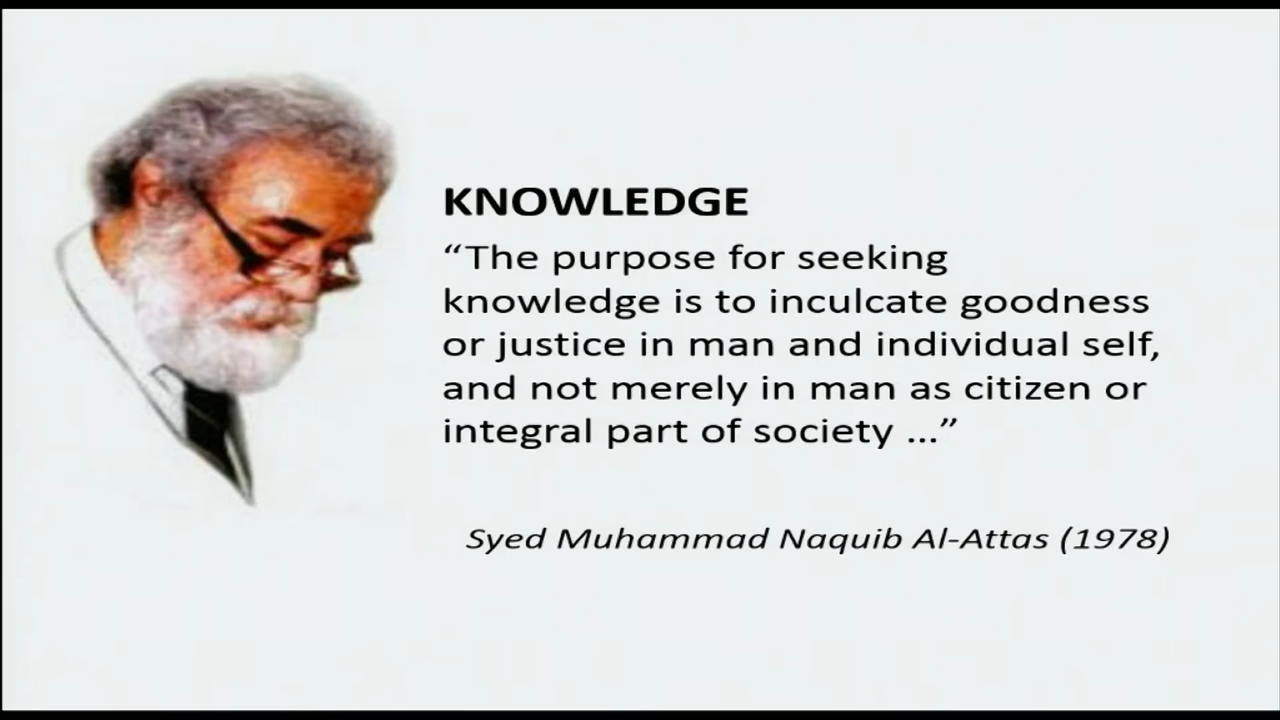 KNOWLEDGE
“The purpose for seeking
knowledge is to inculcate goodness
or justice in man and individual self,
and not merely in man as citizen or
integral part of society ...”
Syed Muhammad Naquib Al-Attas (1978)